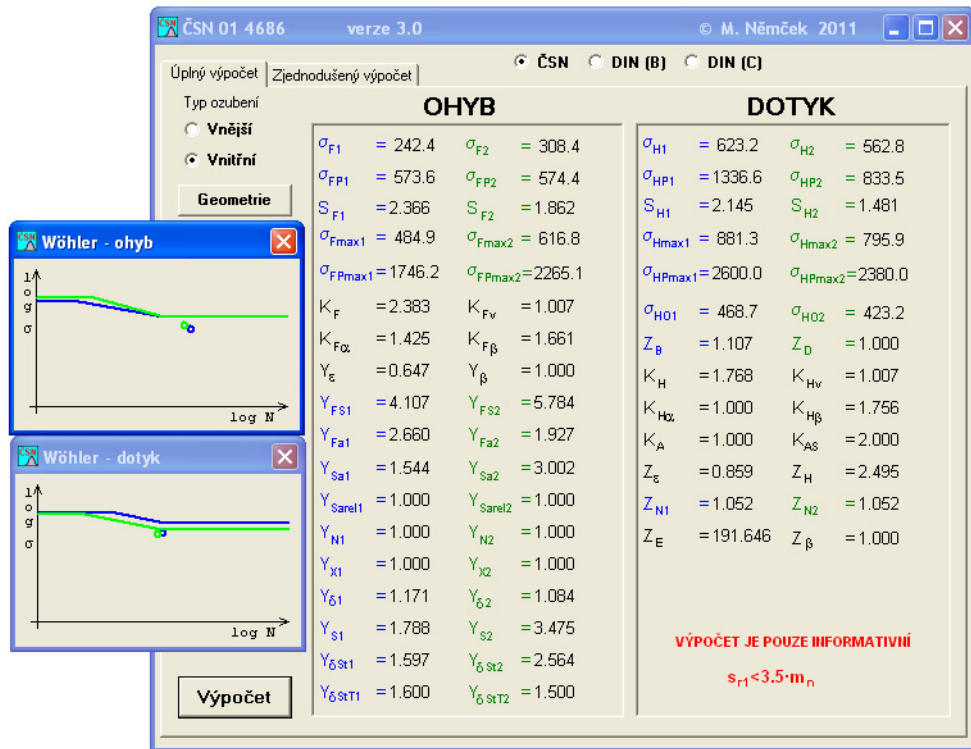 ČSN 01 4686 verze 3.0 © M. Němček 2011
ČSN DIN (B) DIN (C)
Úplný výpočet Zjednodušený výpočet
Typ ozubení
Vnější
Vnitřní
Geometrie
Wöhler - ohyb
log σ
log N
Wöhler - dotyk
log σ
log N
Výpočet
OHYB
σF1 = 242.4 σF2 = 308.4
σFP1 = 573.6 σFP2 = 574.4
SF1 =2.366 SF2 =1.862
σFmax1 = 484.9 σFmax2 = 616.8
σFPmax1 =1746.2 σFPmax2 =2265.1
KF =2.383 KFv =1.007
KFα =1.425 KFβ =1.661
Yε =0.647 Yβ =1.000
YFS1 =4.107 YFS2 =5.784
YFa1 =2.660 YFa2 =1.927
YSa1 =1.544 YSa2 =3.002
YSarel1 =1.000 YSarel2 =1.000
YN1 =1.000 YN2 =1.000
YX1 =1.000 YX2 =1.000
Yδ1 =1.171 Yδ2 =1.084
YS1 =1.788 YS2 =3.475
YδSt1 =1.597 YδSt2 =2.564
YδStT1 =1.600 YδStT2 =1.500
DOTYK
σH1 = 623.2 σH2 = 562.8
σHP1 =1336.6 σHP2 = 833.5
SH1 =2.145 SH2 =1.481
σHmax1 = 881.3 σHmax2 = 795.9
σHPmax1 =2600.0 σHPmax2 =2380.0
σHO1 = 468.7 σHO2 = 423.2
ZB =1.107 ZD =1.000
KH =1.768 KHv =1.007
KHα =1.000 KHβ =1.756
KA =1.000 KAS =2.000
Zε =0.859 ZH =2.495
ZN1 =1.052 ZN2 =1.052
ZE =191.646 Zβ =1.000
VÝPOČET JE POUZE INFORMATIVNÍ
sr1<3.5·mn